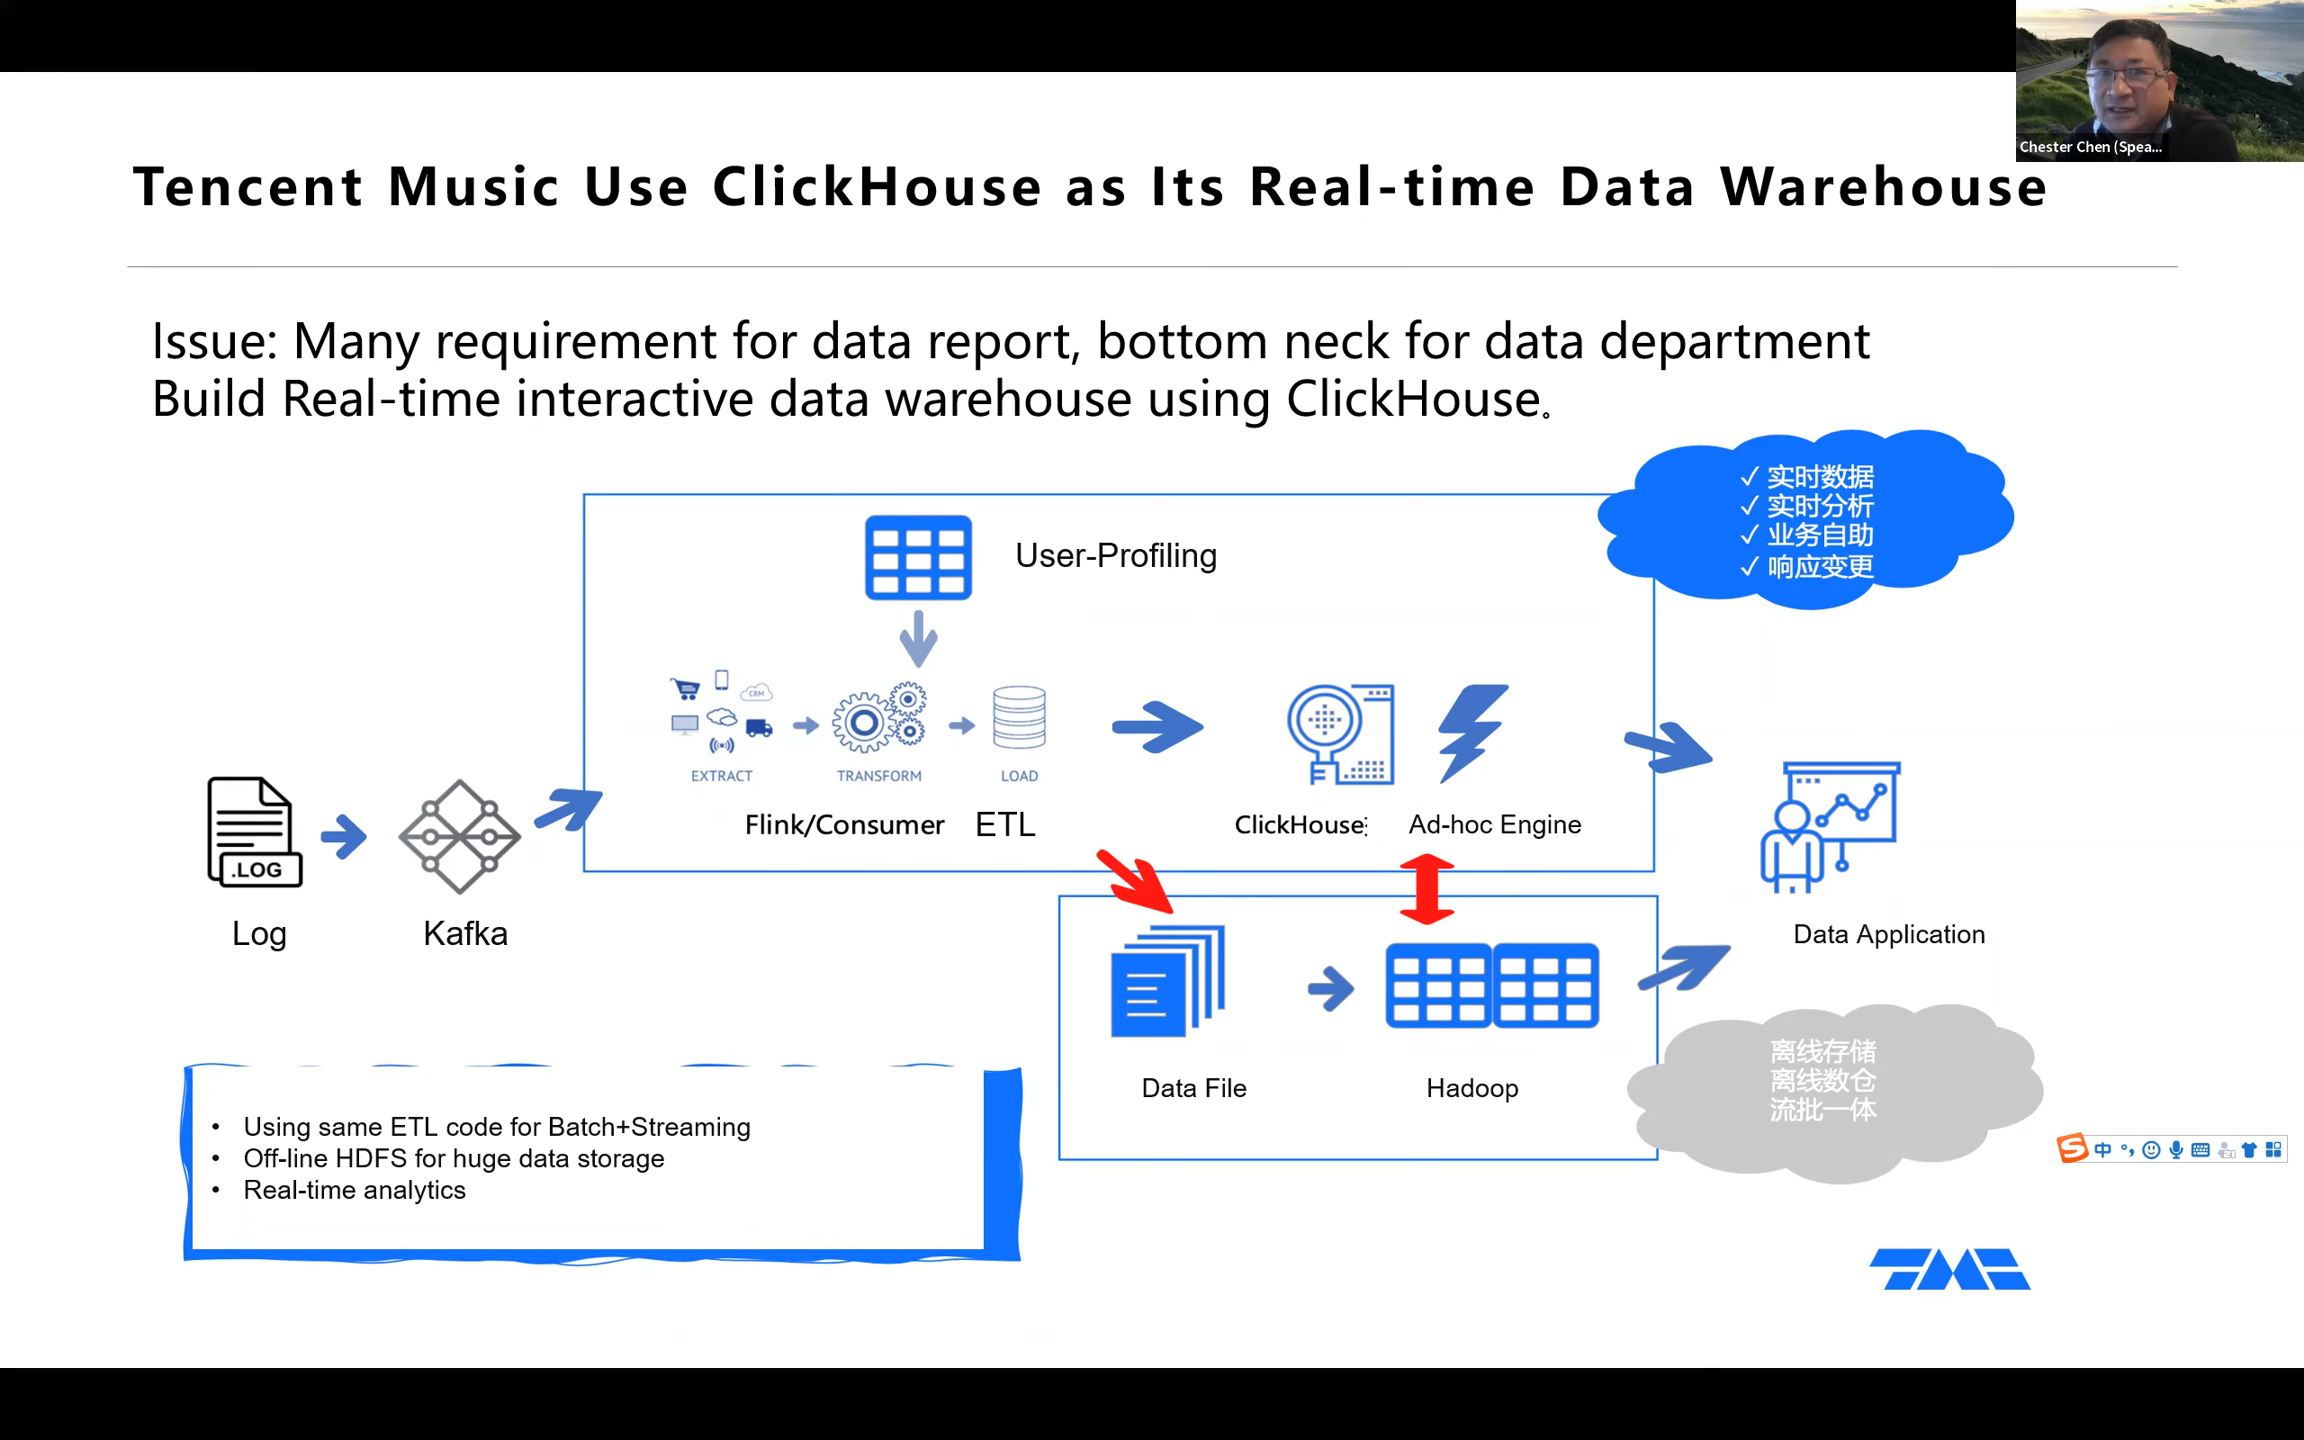 Chester Chen (Spea...
Tencent Music Use ClickHouse as Its Real-time Data Warehouse
Issue: Many requirement for data report, bottom neck for data department
Build Real-time interactive data warehouse using ClickHouse。
✓ 实时数据
✓ 实时分析
✓ 业务自助
✓ 响应变更
User-Profiling
CRM
EXTRACT
TRANSFORM
LOAD
Flink/Consumer ETL
ClickHouse
Ad-hoc Engine
.LOG
Log
Kafka
Data Application
Data File
Hadoop
离线存储
离线数仓
流批一体
• Using same ETL code for Batch+Streaming
• Off-line HDFS for huge data storage
• Real-time analytics
S 中
TME